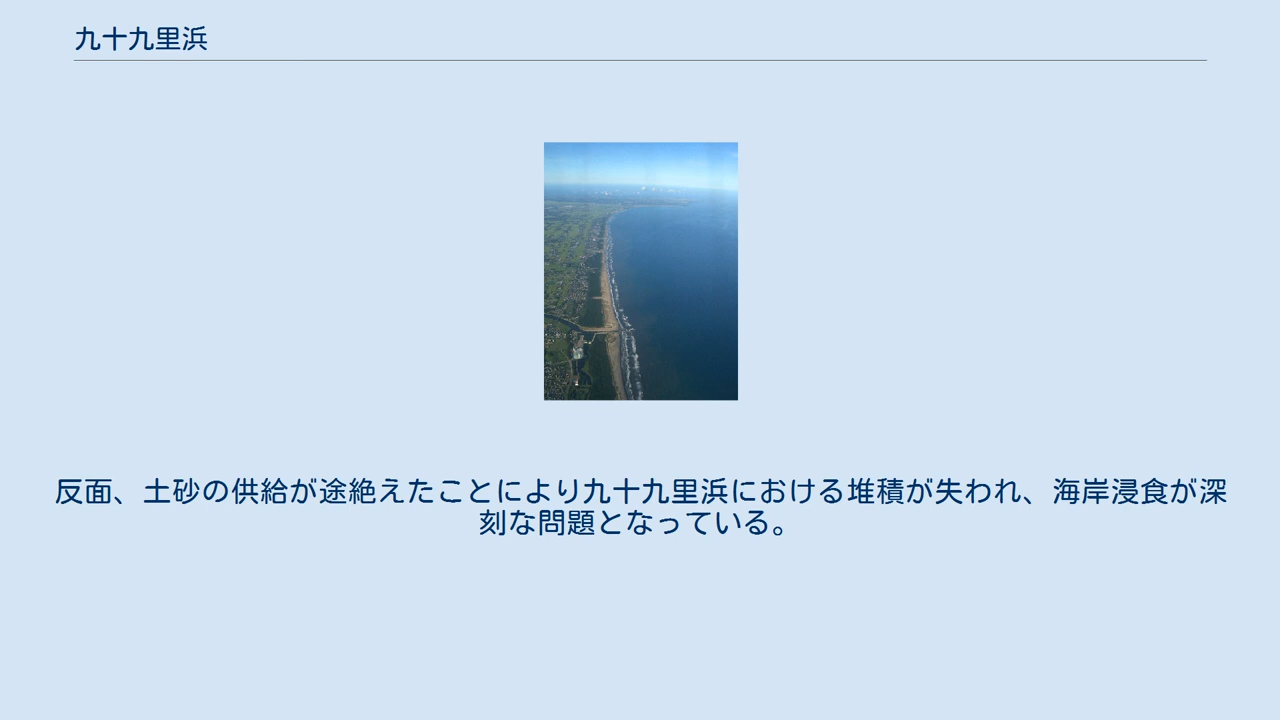 九十九里浜
反面、土砂の供給が途絶えたことにより九十九里浜における堆積が失われ、海岸浸食が深
刻な問題となっている。